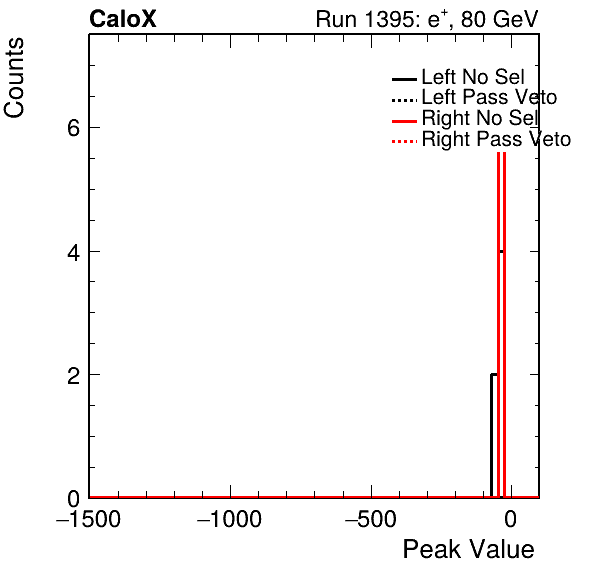 CaloX Run 1395: e+, 80 GeV
Counts
Left No Sel
Left Pass Veto
Right No Sel
Right Pass Veto
6
4
2
0
−1500 −1000 −500 0
Peak Value